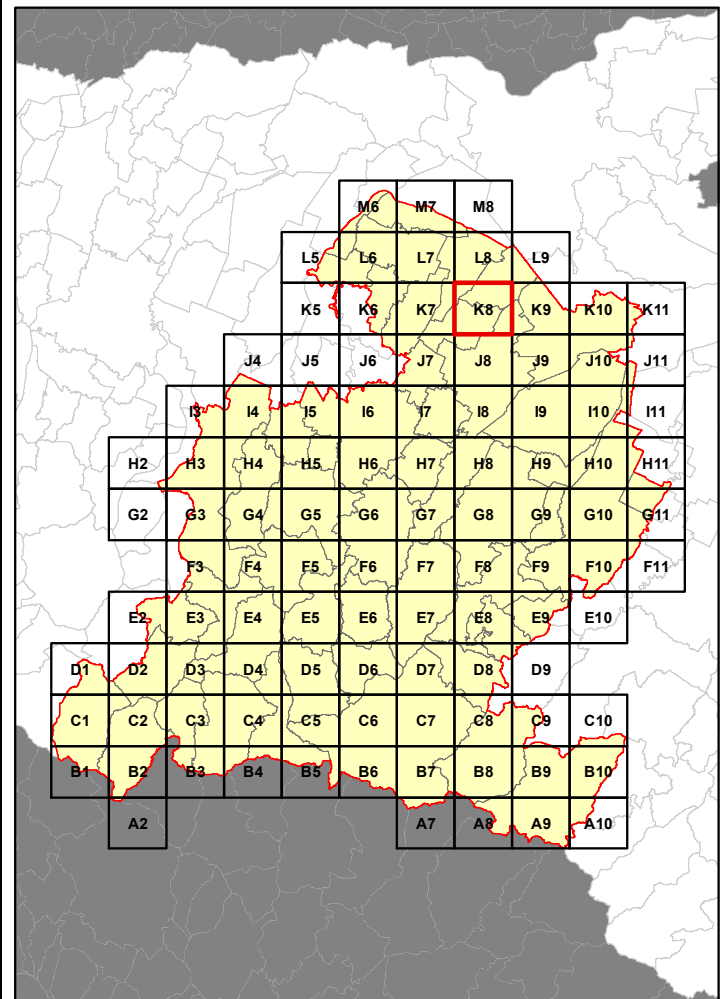 M6 M7 M8
L5 L6 L7 L8 L9
K5 K6 K7 K8 K9 K10 K11
J4 J5 J6 J7 J8 J9 J10 J11
I3 I4 I5 I6 I7 I8 I9 I10 I11
H2 H3 H4 H5 H6 H7 H8 H9 H10 H11
G2 G3 G4 G5 G6 G7 G8 G9 G10 G11
F3 F4 F5 F6 F7 F8 F9 F10 F11
E2 E3 E4 E5 E6 E7 E8 E9 E10
D1 D2 D3 D4 D5 D6 D7 D8 D9
C1 C2 C3 C4 C5 C6 C7 C8 C9 C10
B1 B2 B3 B4 B5 B6 B7 B8 B9 B10
A2 A7 A8 A9 A10